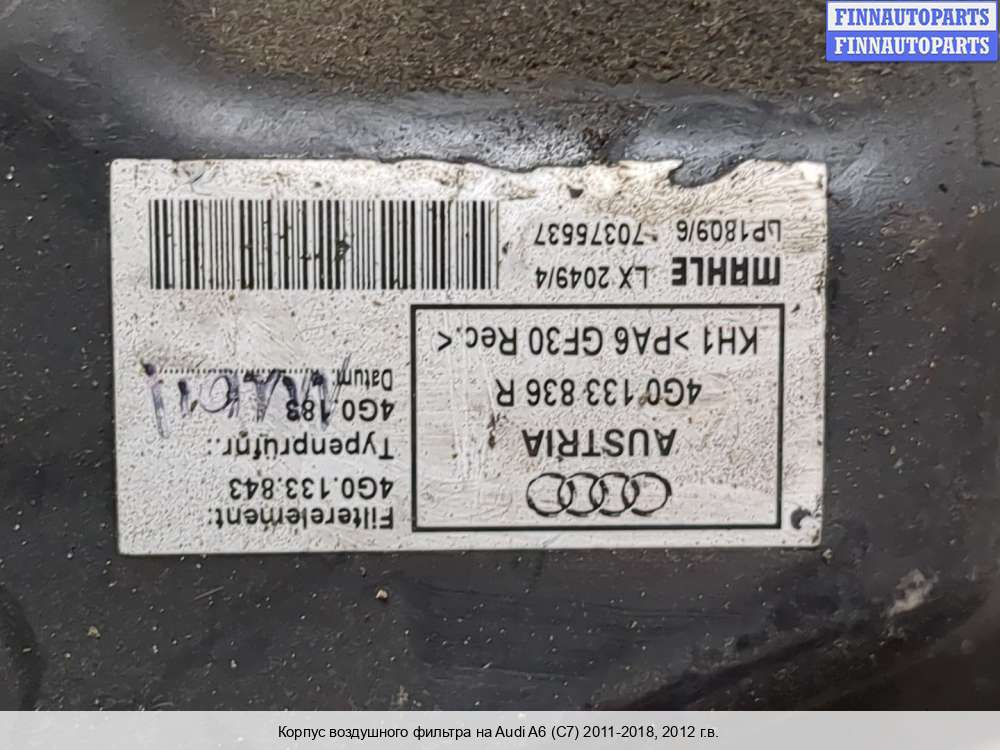 FINNAUTOPARTS
FINNAUTOPARTS
AUSTRIA
4G0 133 836 R
KH1 >PA6 GF30 Rec.<
MAHLE LX 2049/4
LP1809/6 70375537
Filterelement:
4G0.133.843
Typenprüfnr.:
4G0.183
Datum:
Корпус воздушного фильтра на Audi A6 (C7) 2011-2018, 2012 г.в.